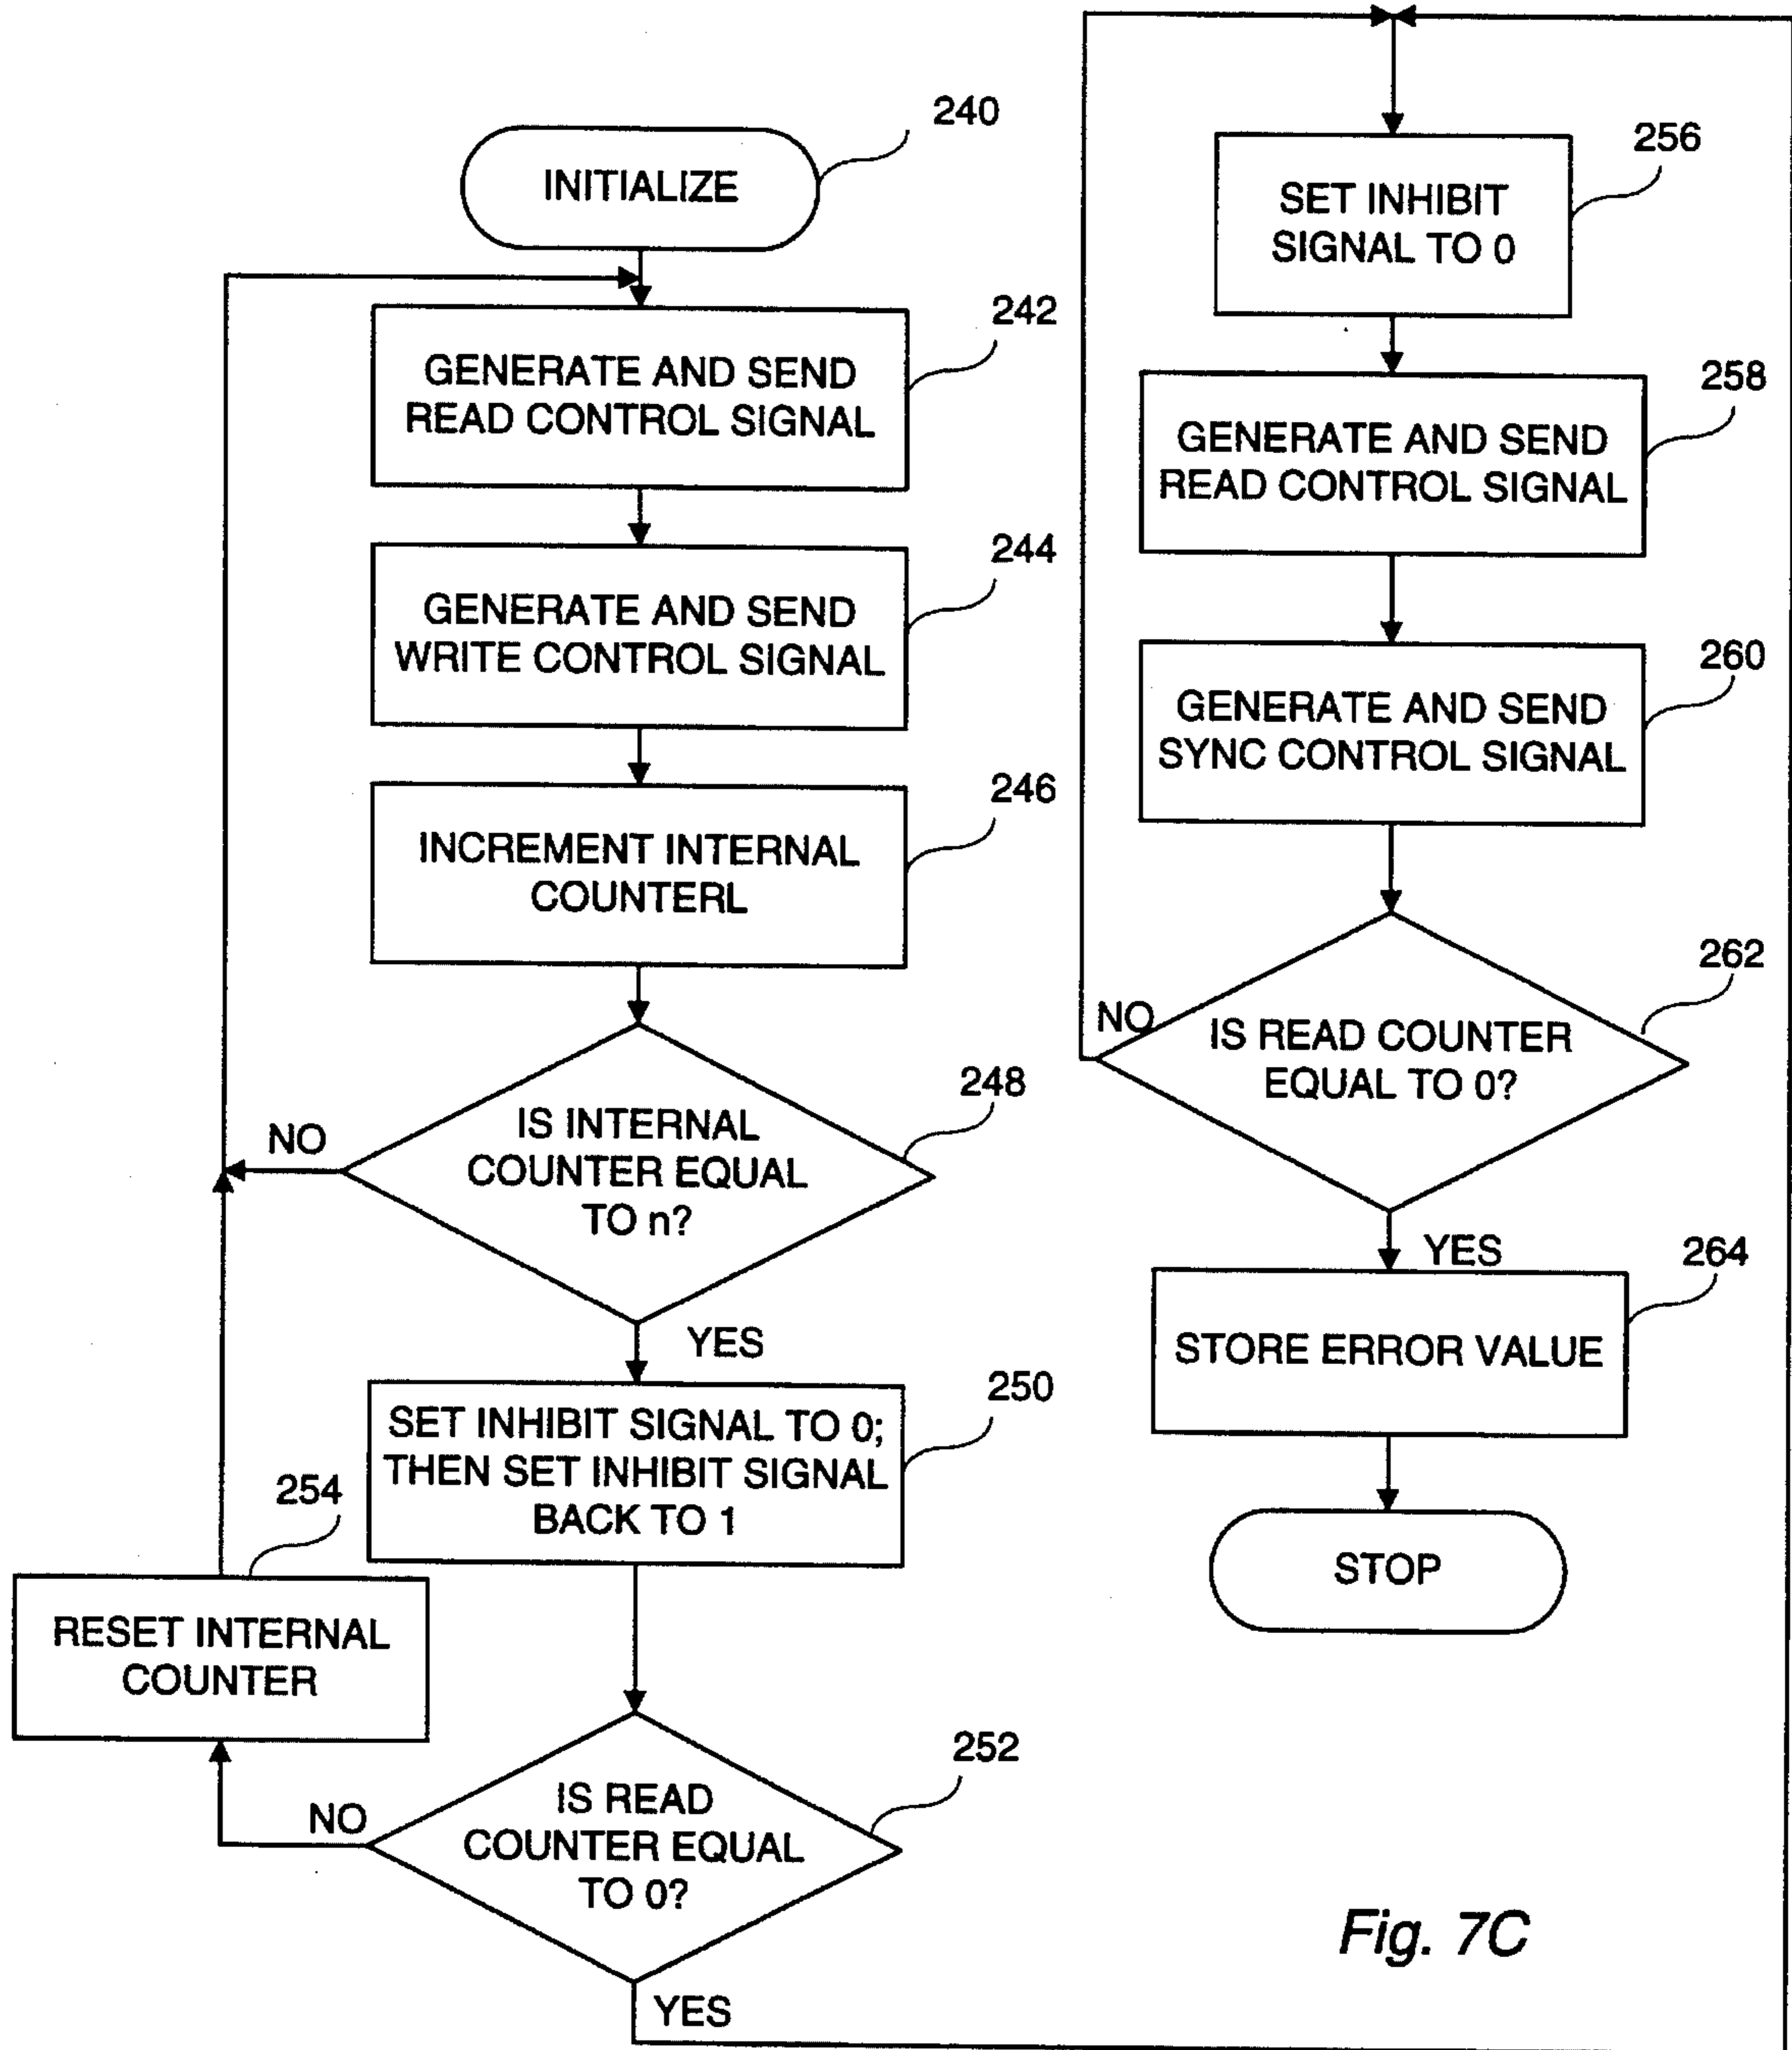 240
INITIALIZE
242
GENERATE AND SEND
READ CONTROL SIGNAL
244
GENERATE AND SEND
WRITE CONTROL SIGNAL
246
INCREMENT INTERNAL
COUNTERL
248
IS INTERNAL
COUNTER EQUAL
TO n?
NO
YES
250
SET INHIBIT SIGNAL TO 0;
THEN SET INHIBIT SIGNAL
BACK TO 1
254
RESET INTERNAL
COUNTER
252
IS READ
COUNTER EQUAL
TO 0?
NO
YES
256
SET INHIBIT
SIGNAL TO 0
258
GENERATE AND SEND
READ CONTROL SIGNAL
260
GENERATE AND SEND
SYNC CONTROL SIGNAL
262
IS READ COUNTER
EQUAL TO 0?
NO
YES
264
STORE ERROR VALUE
STOP
Fig. 7C